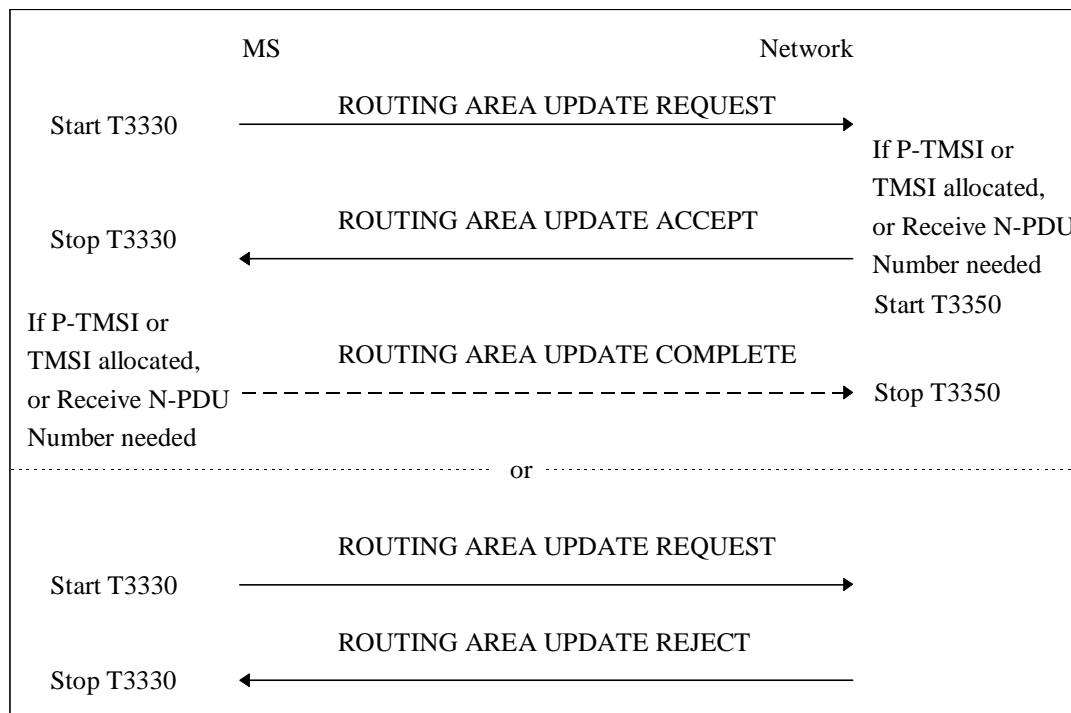 MS
Network
ROUTING AREA UPDATE REQUEST
Start T3330
If P-TMSI or
TMSI allocated,
or Receive N-PDU
Number needed
Start T3350
ROUTING AREA UPDATE ACCEPT
Stop T3330
If P-TMSI or
TMSI allocated,
or Receive N-PDU
Number needed
ROUTING AREA UPDATE COMPLETE
Stop T3350
or
ROUTING AREA UPDATE REQUEST
Start T3330
ROUTING AREA UPDATE REJECT
Stop T3330